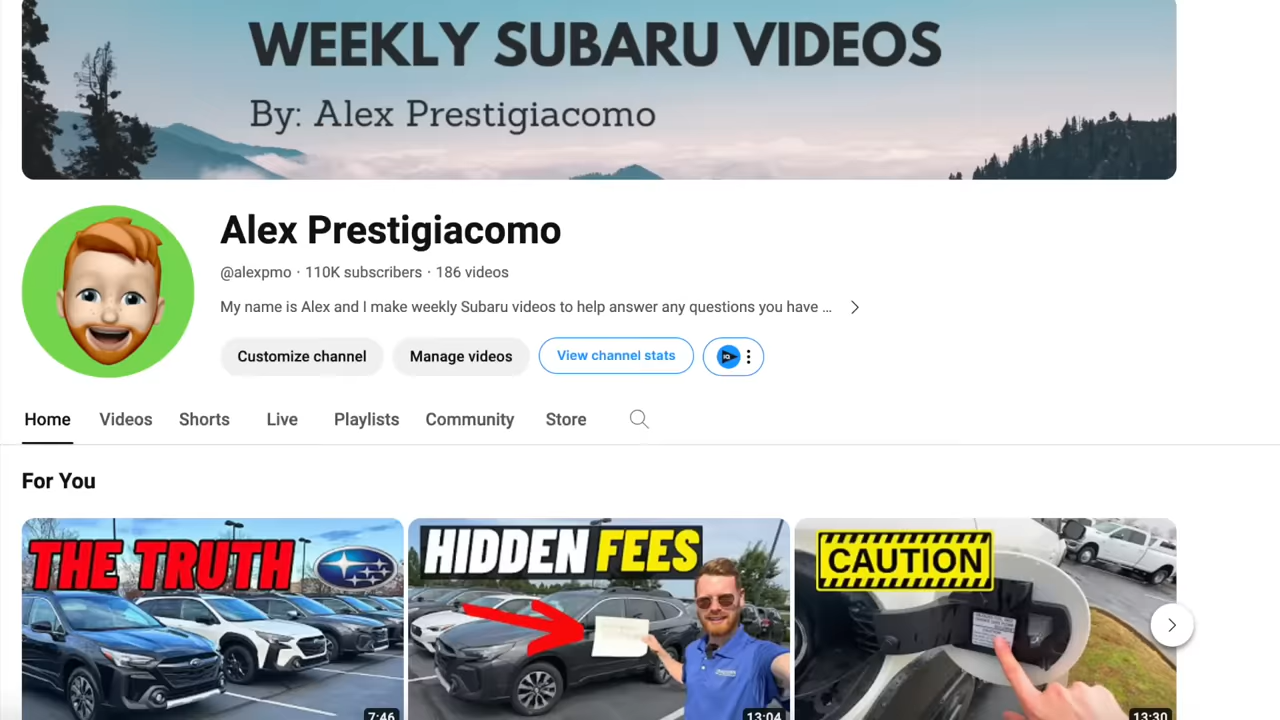 WEEKLY SUBARU VIDEOS
By: Alex Prestigiacomo
Alex Prestigiacomo
@alexpmo · 110K subscribers · 186 videos
My name is Alex and I make weekly Subaru videos to help answer any questions you have ...
Customize channel Manage videos View channel stats IQ
Home Videos Shorts Live Playlists Community Store
For You
THE TRUTH
HIDDEN FEES
CAUTION
7:46
13:04
13:30